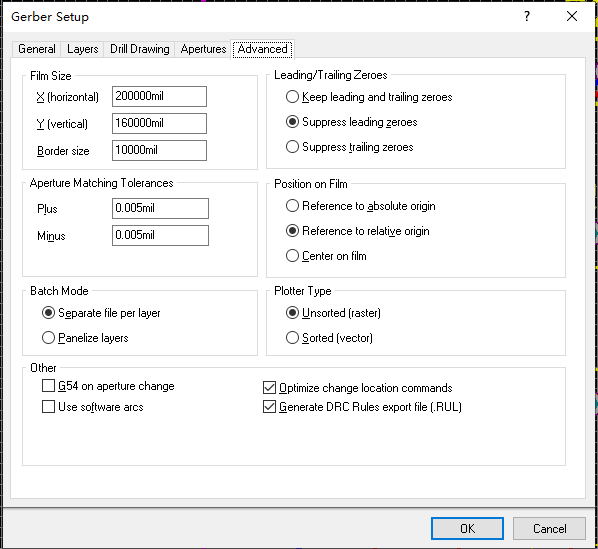 Gerber Setup
? 
General Layers Drill Drawing Apertures Advanced
Film Size
X (horizontal) 200000mil
Y (vertical) 160000mil
Border size 10000mil
Leading/Trailing Zeroes
Keep leading and trailing zeroes
Suppress leading zeroes
Suppress trailing zeroes
Aperture Matching Tolerances
Plus 0.005mil
Minus 0.005mil
Position on Film
Reference to absolute origin
Reference to relative origin
Center on film
Batch Mode
Separate file per layer
Panelize layers
Plotter Type
Unsorted (raster)
Sorted (vector)
Other
G54 on aperture change
Use software arcs
Optimize change location commands
Generate DRC Rules export file (.RUL)
OK Cancel